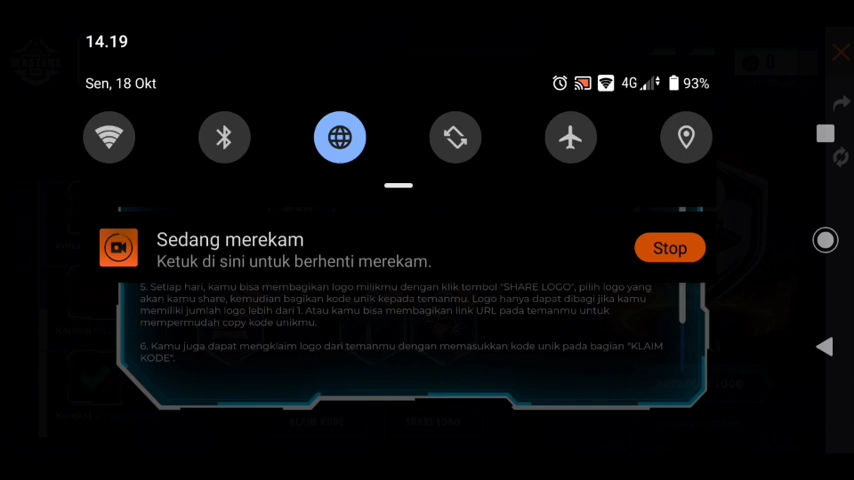 14.19
Sen, 18 Okt
4G
93%
Sedang merekam
Ketuk di sini untuk berhenti merekam.
Stop
5. Setiap hari, kamu bisa membagikan logo milikmu dengan klik tombol "SHARE LOGO", pilih logo yang
akan kamu share, kemudian bagikan kode unik kepada temanmu. Logo hanya dapat dibagi jika kamu
memiliki jumlah logo lebih dari 1. Atau kamu bisa membagikan link URL pada temanmu untuk
mempermudah copy kode unikmu.
6. Kamu juga dapat mengklaim logo dari temanmu dengan memasukkan kode unik pada bagian "KLAIM
KODE".
KLAIM KODE
SHARE LOGO